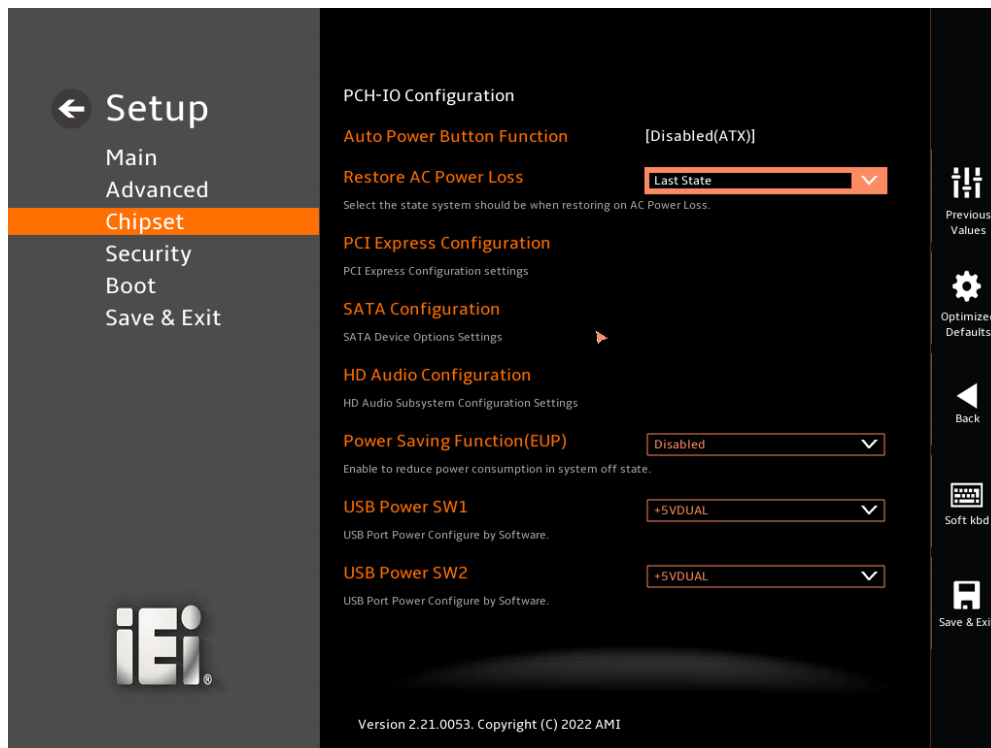 Setup
Main
Advanced
Chipset
Security
Boot
Save & Exit
iEi®
PCH-IO Configuration
Auto Power Button Function [Disabled(ATX)]
Restore AC Power Loss Last State
Select the state system should be when restoring on AC Power Loss.
PCI Express Configuration
PCI Express Configuration settings
SATA Configuration
SATA Device Options Settings
HD Audio Configuration
HD Audio Subsystem Configuration Settings
Power Saving Function(EUP) Disabled
Enable to reduce power consumption in system off state.
USB Power SW1 +5VDUAL
USB Port Power Configure by Software.
USB Power SW2 +5VDUAL
USB Port Power Configure by Software.
Version 2.21.0053. Copyright (C) 2022 AMI
Previous
Values
Optimized
Defaults
Back
Soft kbd
Save & Exi